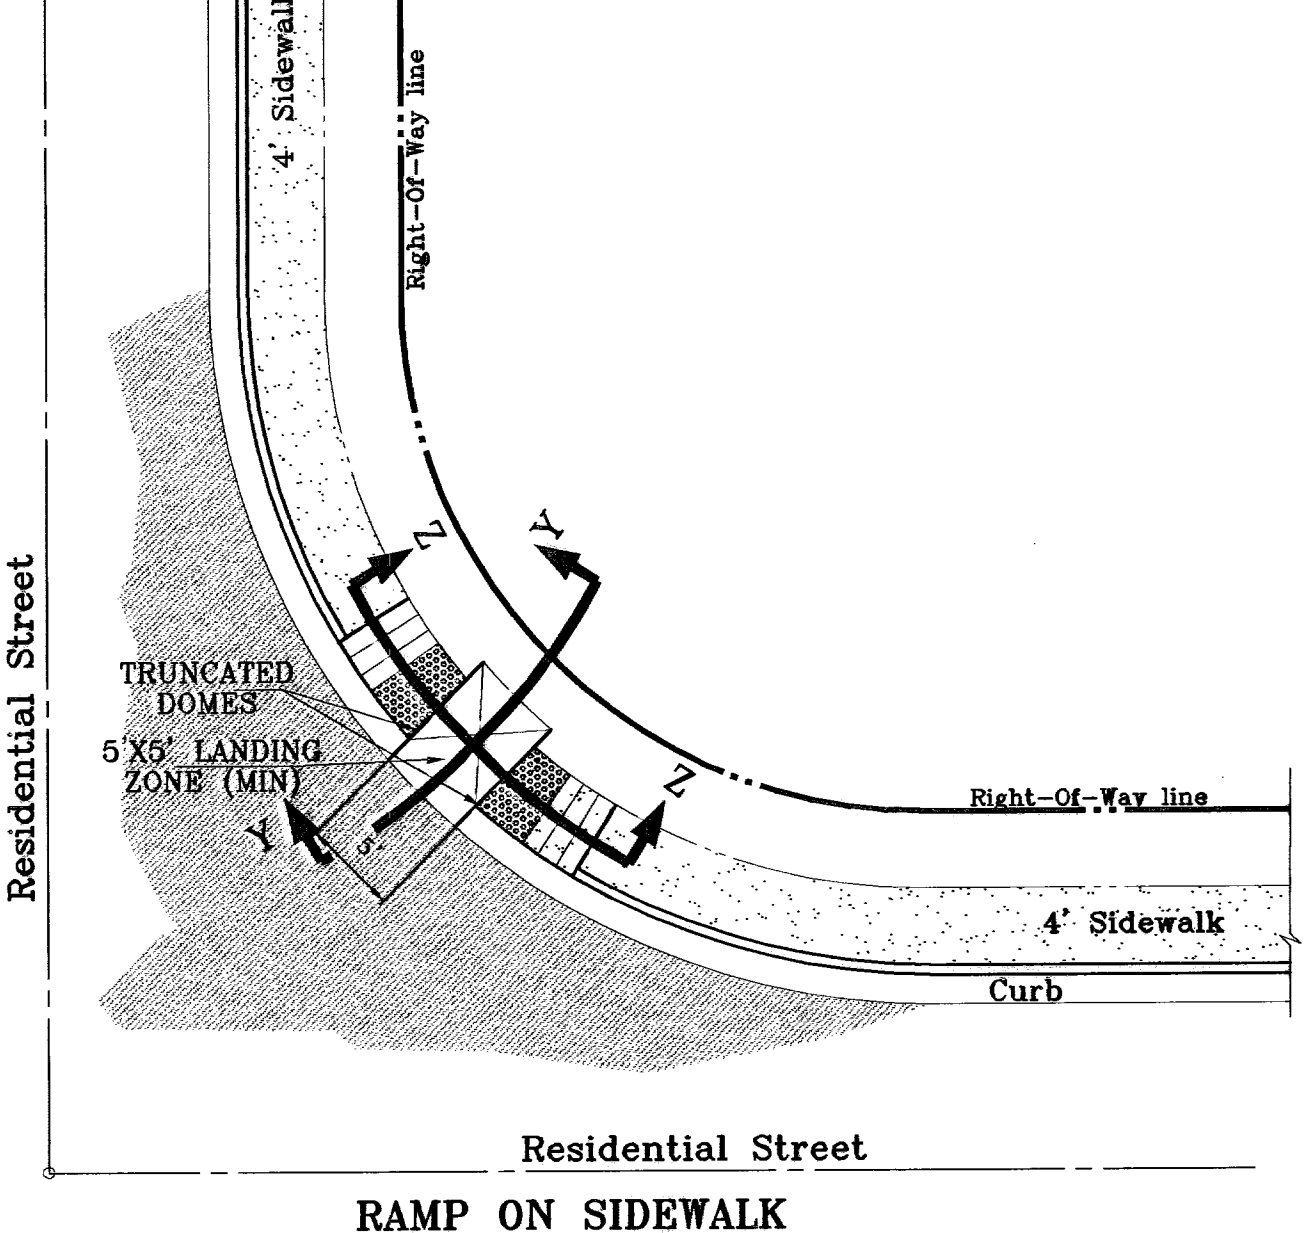 4' Sidewalk
Right-Of-Way line
Residential Street
Z
Y
TRUNCATED
DOMES
5'X5' LANDING
ZONE (MIN)
Y
5'
Z
Right-Of-Way line
4' Sidewalk
Curb
Residential Street
RAMP ON SIDEWALK